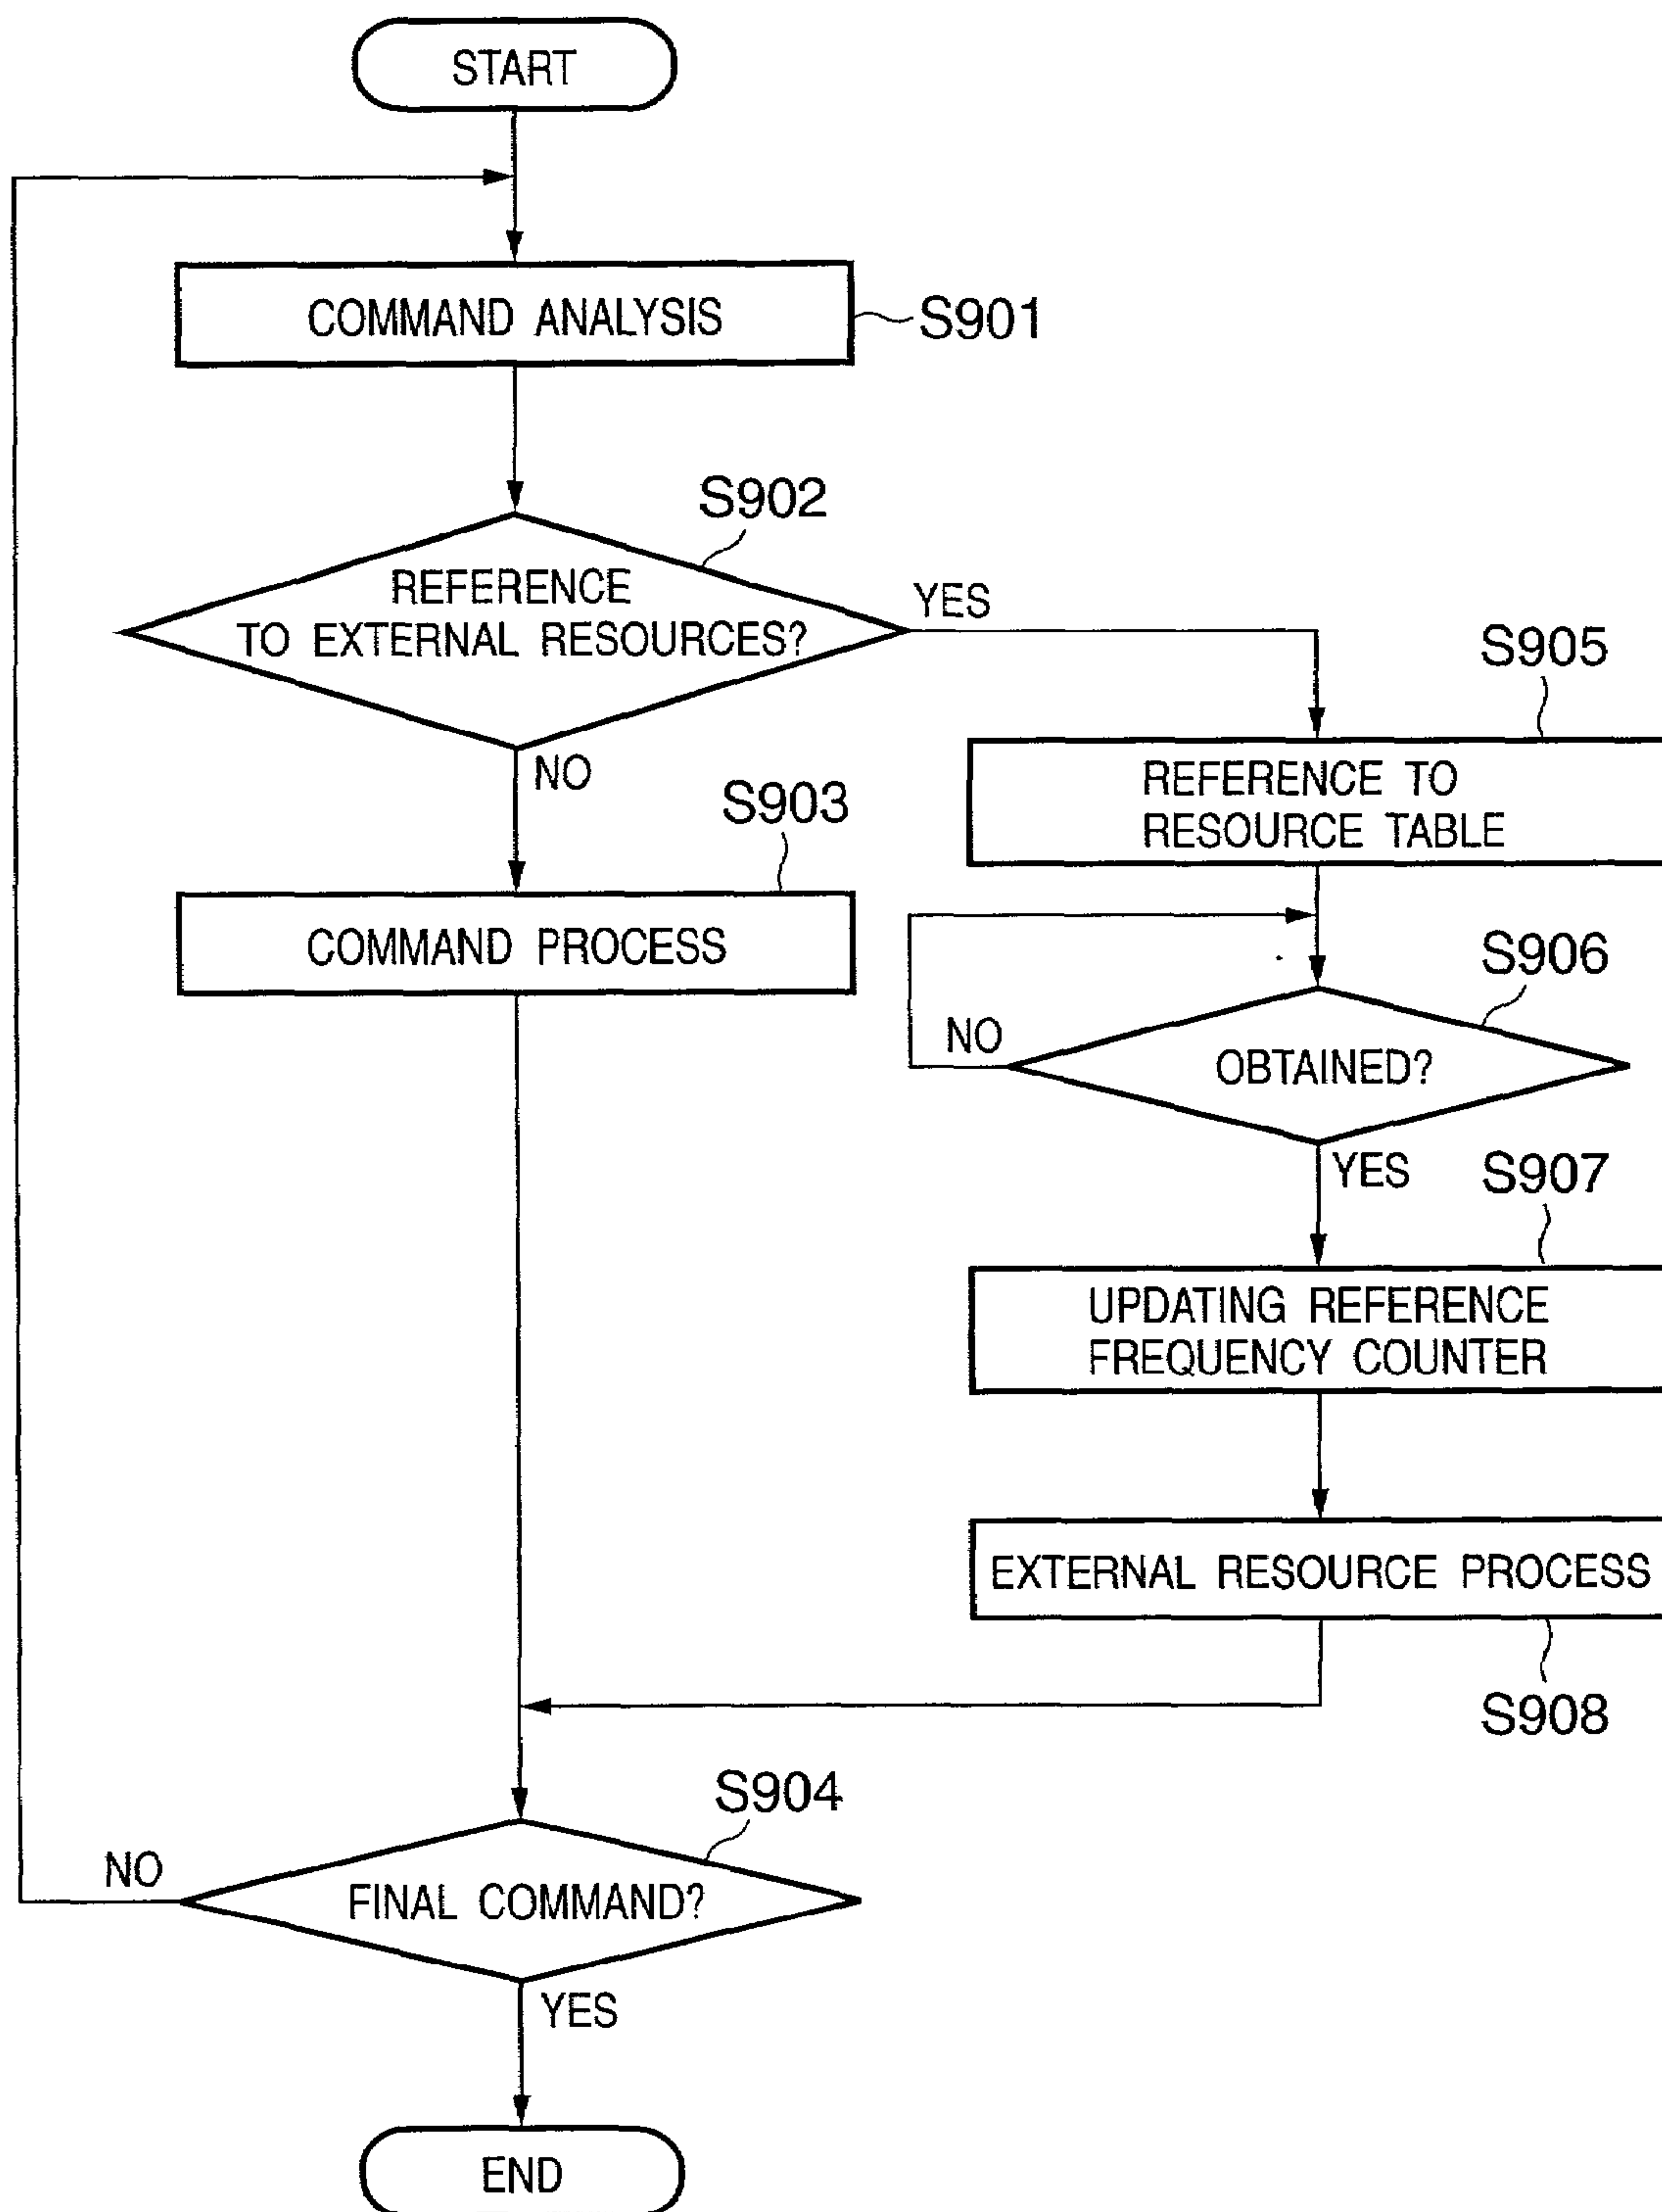 START
COMMAND ANALYSIS
S901
S902
REFERENCE
TO EXTERNAL RESOURCES?
YES
NO
S903
COMMAND PROCESS
S905
REFERENCE TO
RESOURCE TABLE
S906
OBTAINED?
NO
YES
S907
UPDATING REFERENCE
FREQUENCY COUNTER
EXTERNAL RESOURCE PROCESS
S908
S904
FINAL COMMAND?
NO
YES
END